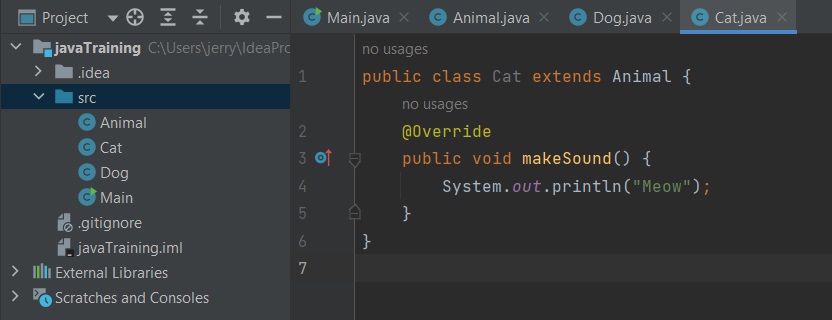 Project
Main.java
Animal.java
Dog.java
Cat.java
javaTraining C:\Users\jerry\IdeaPro
.idea
src
Animal
Cat
Dog
Main
.gitignore
javaTraining.iml
External Libraries
Scratches and Consoles
no usages
1 public class Cat extends Animal {
no usages
2 @Override
3 public void makeSound() {
4 System.out.println("Meow");
5 }
6 }
7